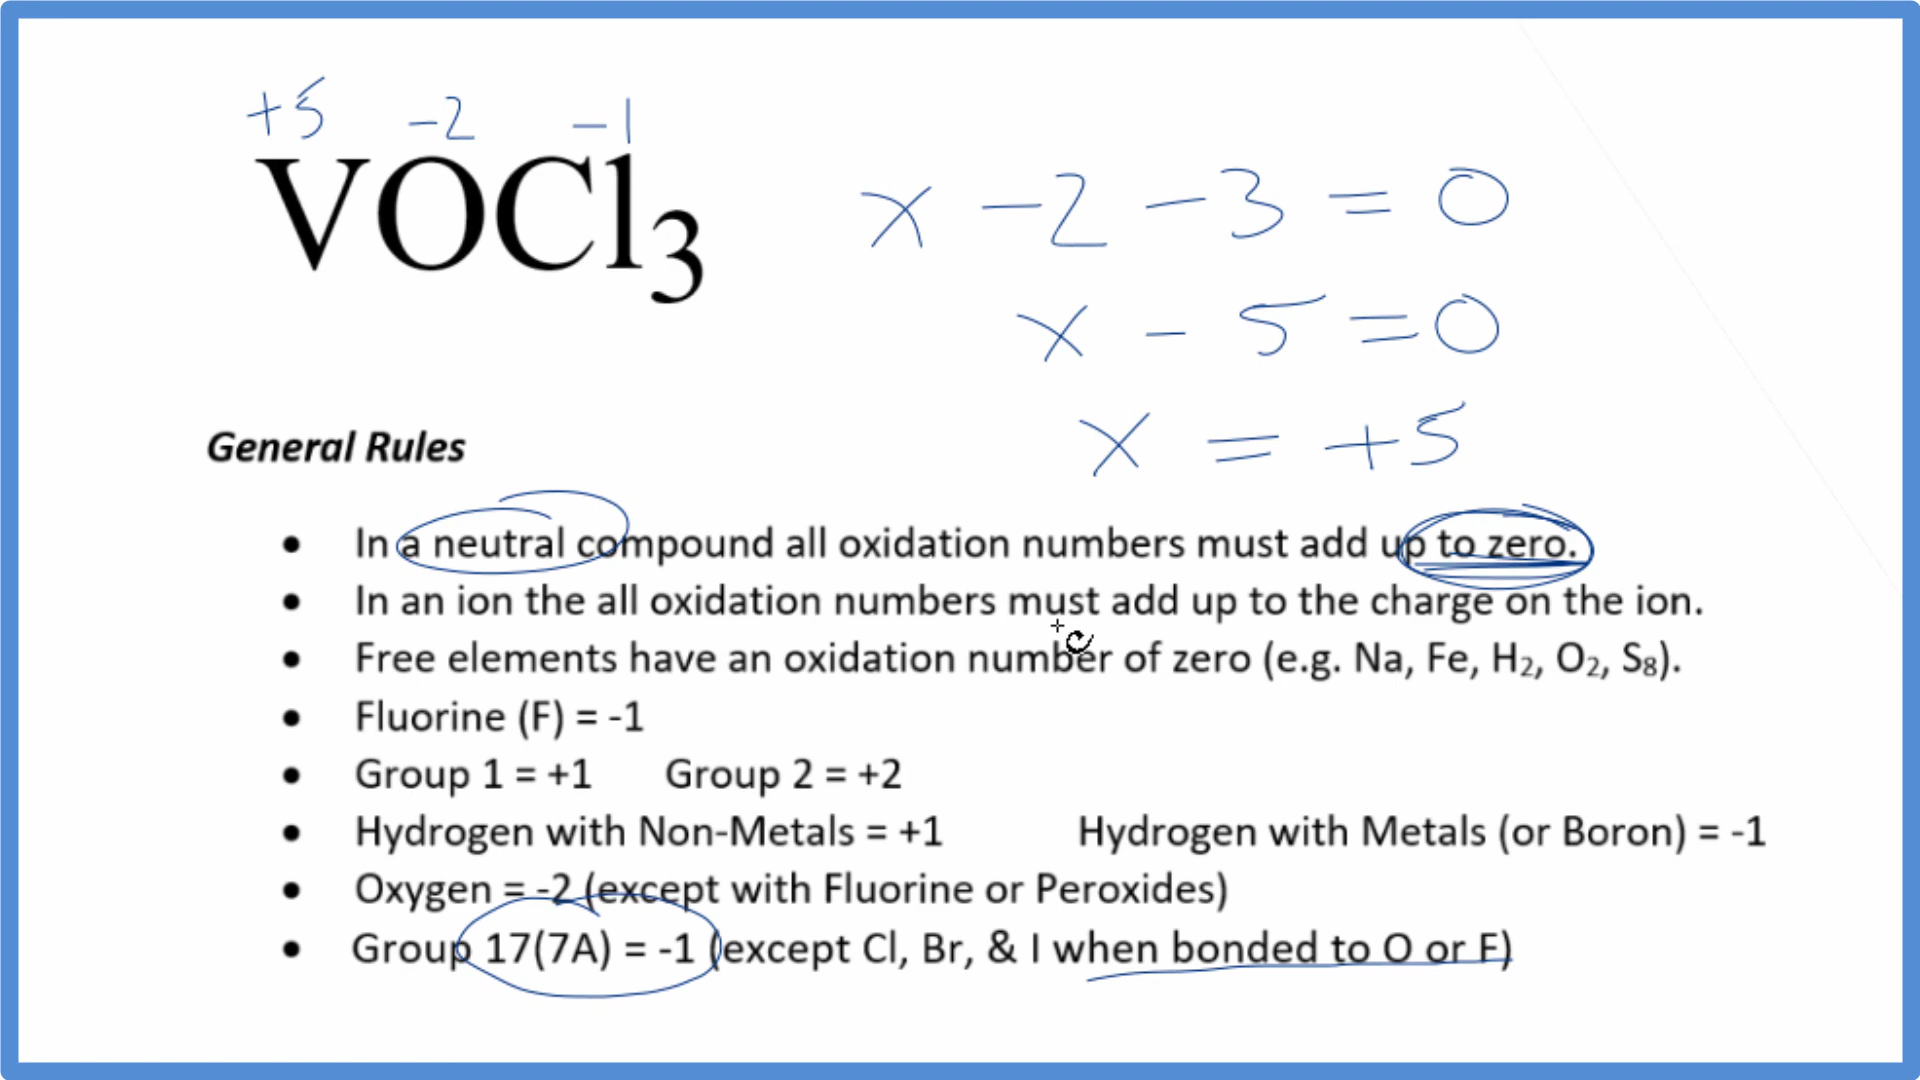 +5 -2 -1
VOCl₃
x - 2 - 3 = 0
x - 5 = 0
x = +5
General Rules
• In a neutral compound all oxidation numbers must add up to zero.
• In an ion the all oxidation numbers must add up to the charge on the ion.
• Free elements have an oxidation number of zero (e.g. Na, Fe, H₂, O₂, S₈).
• Fluorine (F) = -1
• Group 1 = +1 Group 2 = +2
• Hydrogen with Non-Metals = +1 Hydrogen with Metals (or Boron) = -1
• Oxygen = -2 (except with Fluorine or Peroxides)
• Group 17(7A) = -1 (except Cl, Br, & I when bonded to O or F)